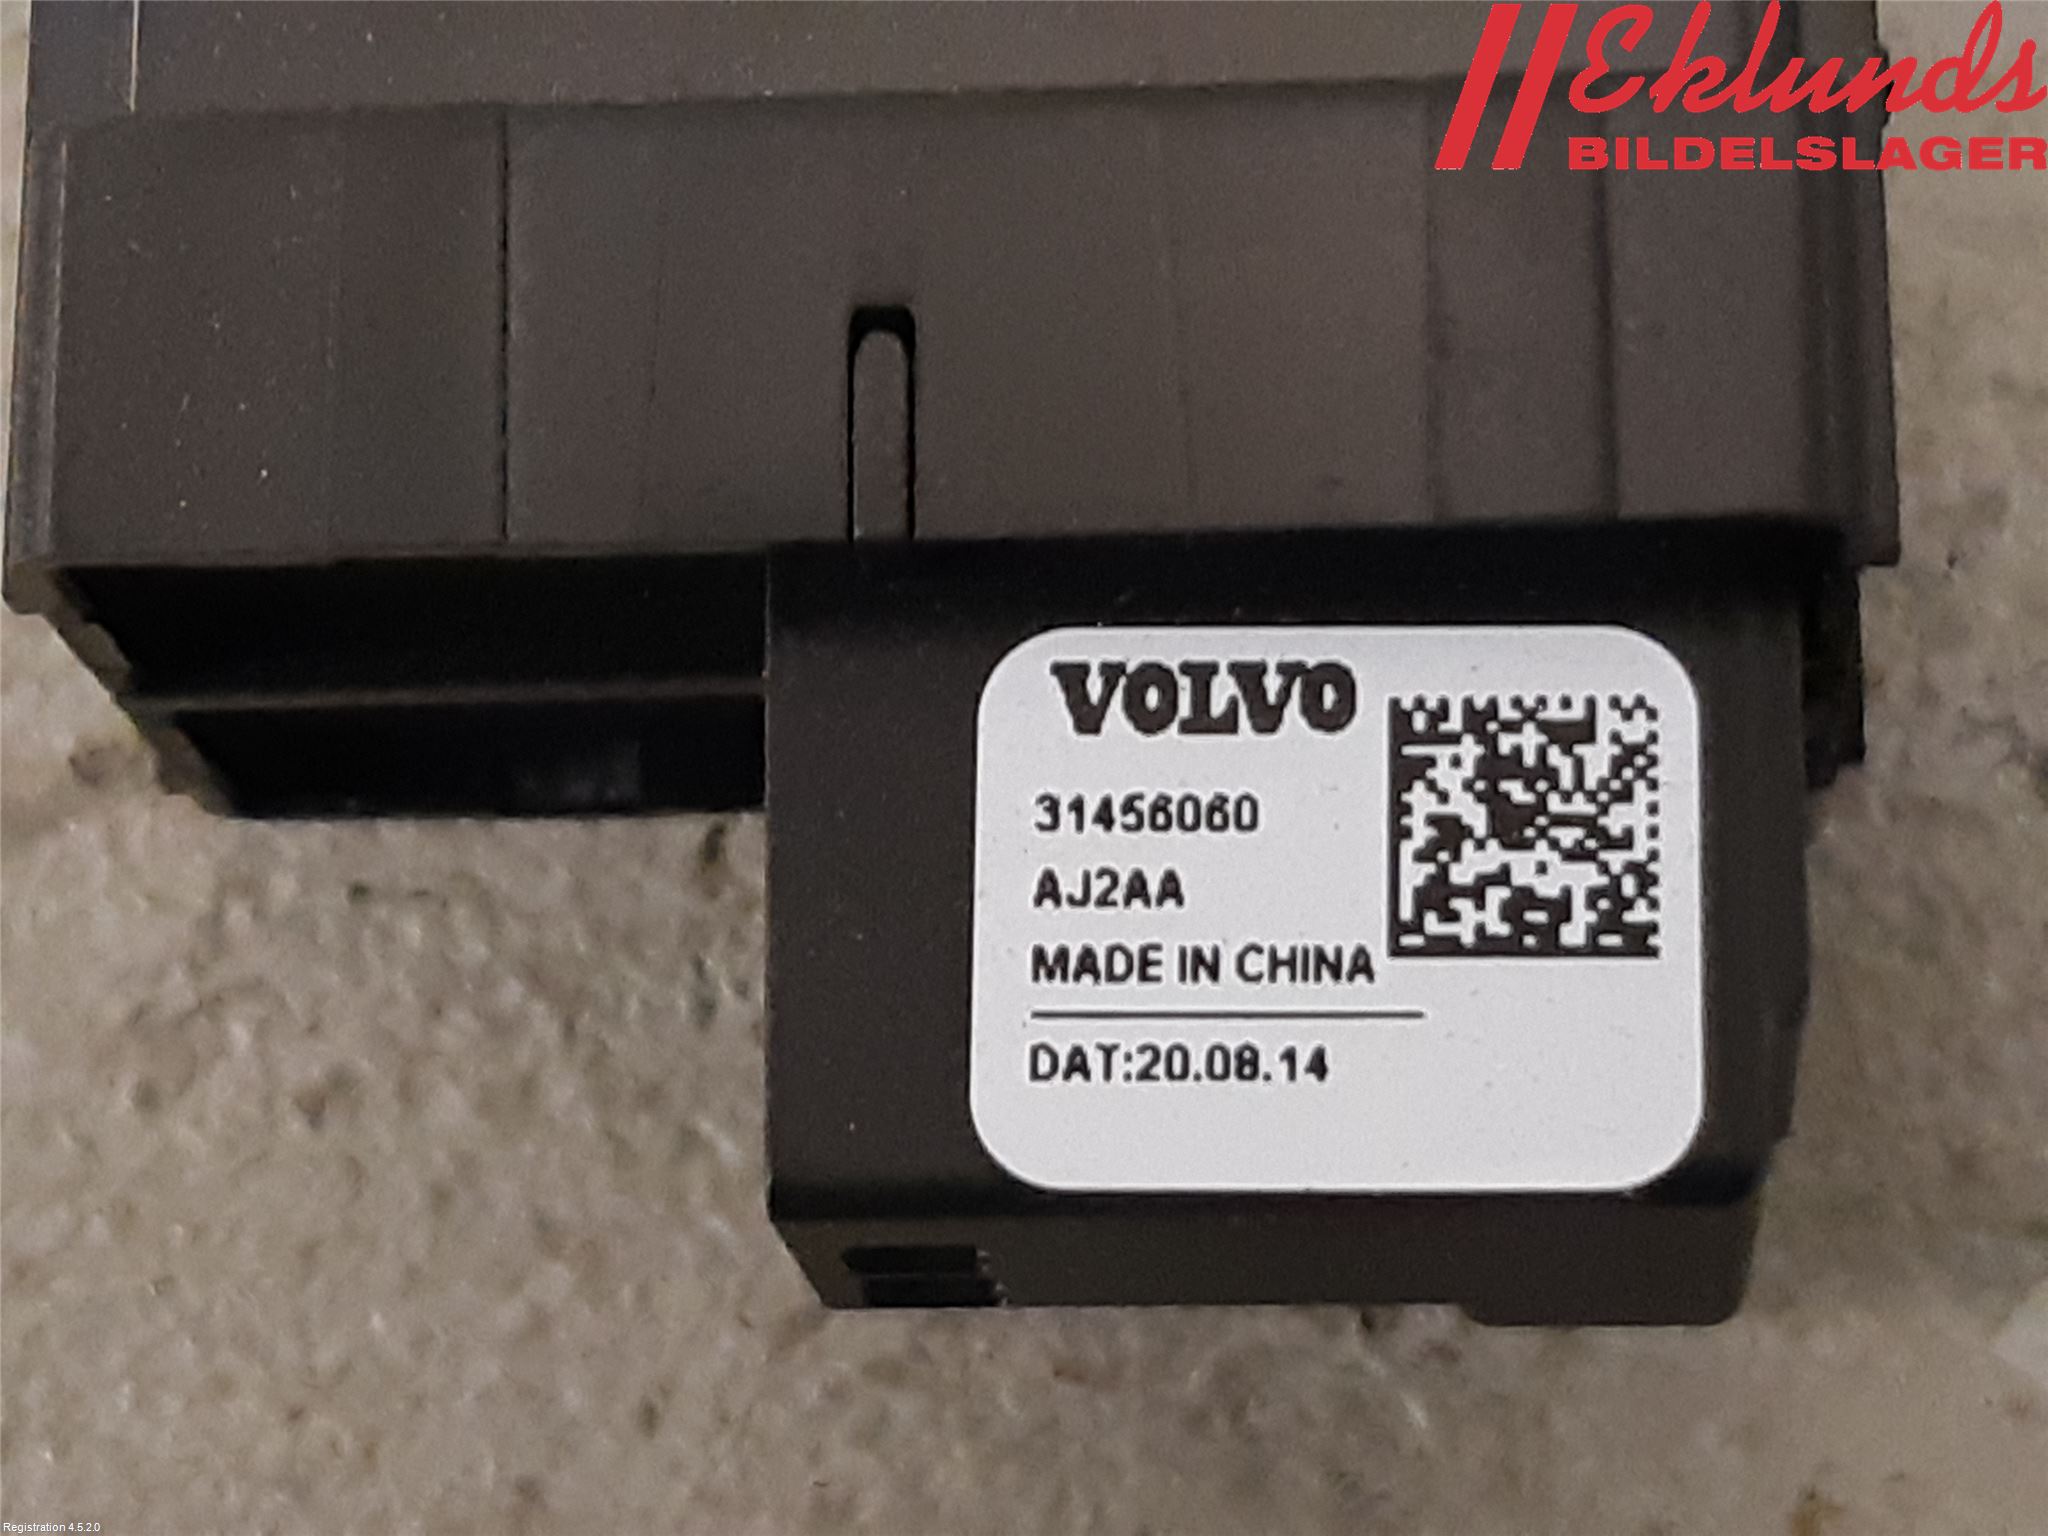 Eklunds
BILDELSLAGER
VOLVO
31456060
AJ2AA
MADE IN CHINA
DAT:20.08.14
Registration 4.5.2.0